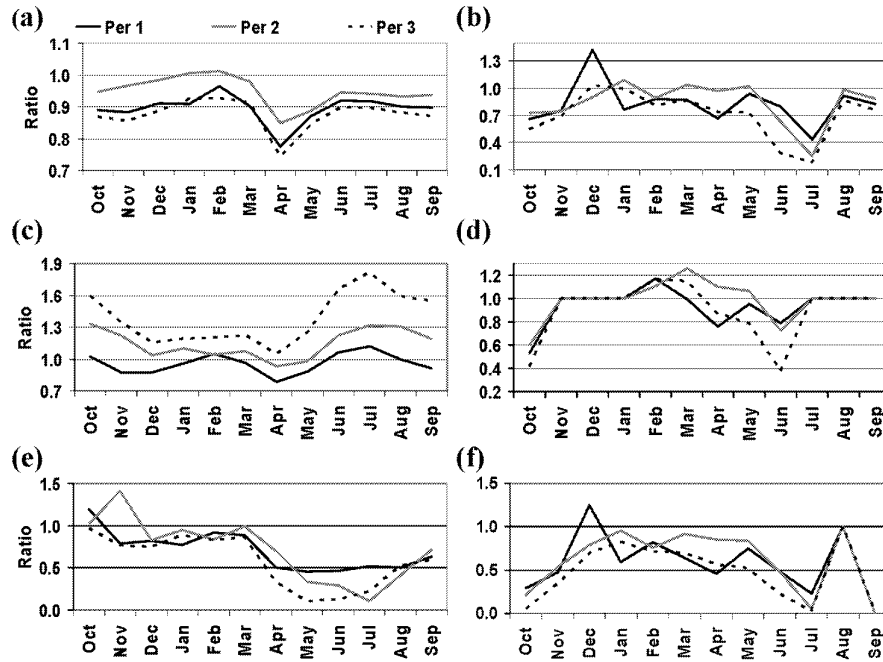 (a)
Per 1
Per 2
Per 3
(b)
1.1
1.0
0.9
0.8
0.7
Ratio
Oct
Nov
Dec
Jan
Feb
Mar
Apr
May
Jun
Jul
Aug
Sep
1.3
1.0
0.7
0.4
0.1
Oct
Nov
Dec
Jan
Feb
Mar
Apr
May
Jun
Jul
Aug
Sep
(c)
1.9
1.6
1.3
1.0
0.7
Ratio
Oct
Nov
Dec
Jan
Feb
Mar
Apr
May
Jun
Jul
Aug
Sep
(d)
1.2
1.0
0.8
0.6
0.4
0.2
Oct
Nov
Dec
Jan
Feb
Mar
Apr
May
Jun
Jul
Aug
Sep
(e)
1.5
1.0
0.5
0.0
Ratio
Oct
Nov
Dec
Jan
Feb
Mar
Apr
May
Jun
Jul
Aug
Sep
(f)
1.5
1.0
0.5
0.0
Oct
Nov
Dec
Jan
Feb
Mar
Apr
May
Jun
Jul
Aug
Sep